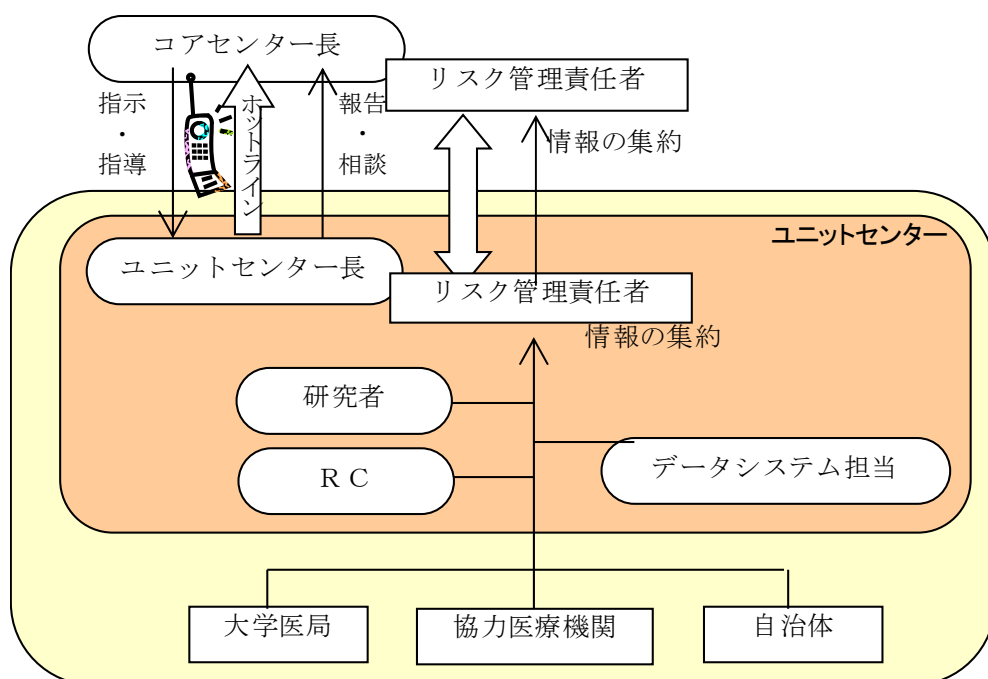 コアセンター長
リスク管理責任者
指示
・
指導
ホットライン
報告
・
相談
情報の集約
ユニットセンター
ユニットセンター長
リスク管理責任者
情報の集約
研究者
ＲＣ
データシステム担当
大学医局
協力医療機関
自治体